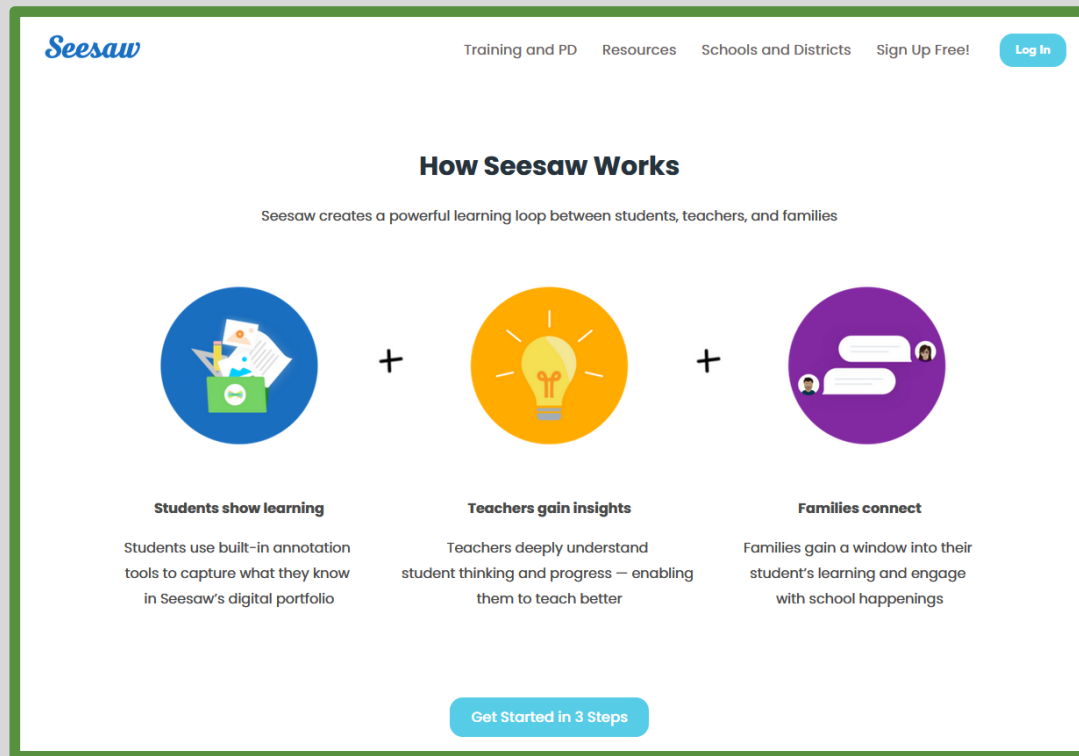 Seesaw
Training and PD Resources Schools and Districts Sign Up Free! Log In
How Seesaw Works
Seesaw creates a powerful learning loop between students, teachers, and families
+ +
Students show learning
Students use built-in annotation
tools to capture what they know
in Seesaw's digital portfolio
Teachers gain insights
Teachers deeply understand
student thinking and progress — enabling
them to teach better
Families connect
Families gain a window into their
student's learning and engage
with school happenings
Get Started in 3 Steps